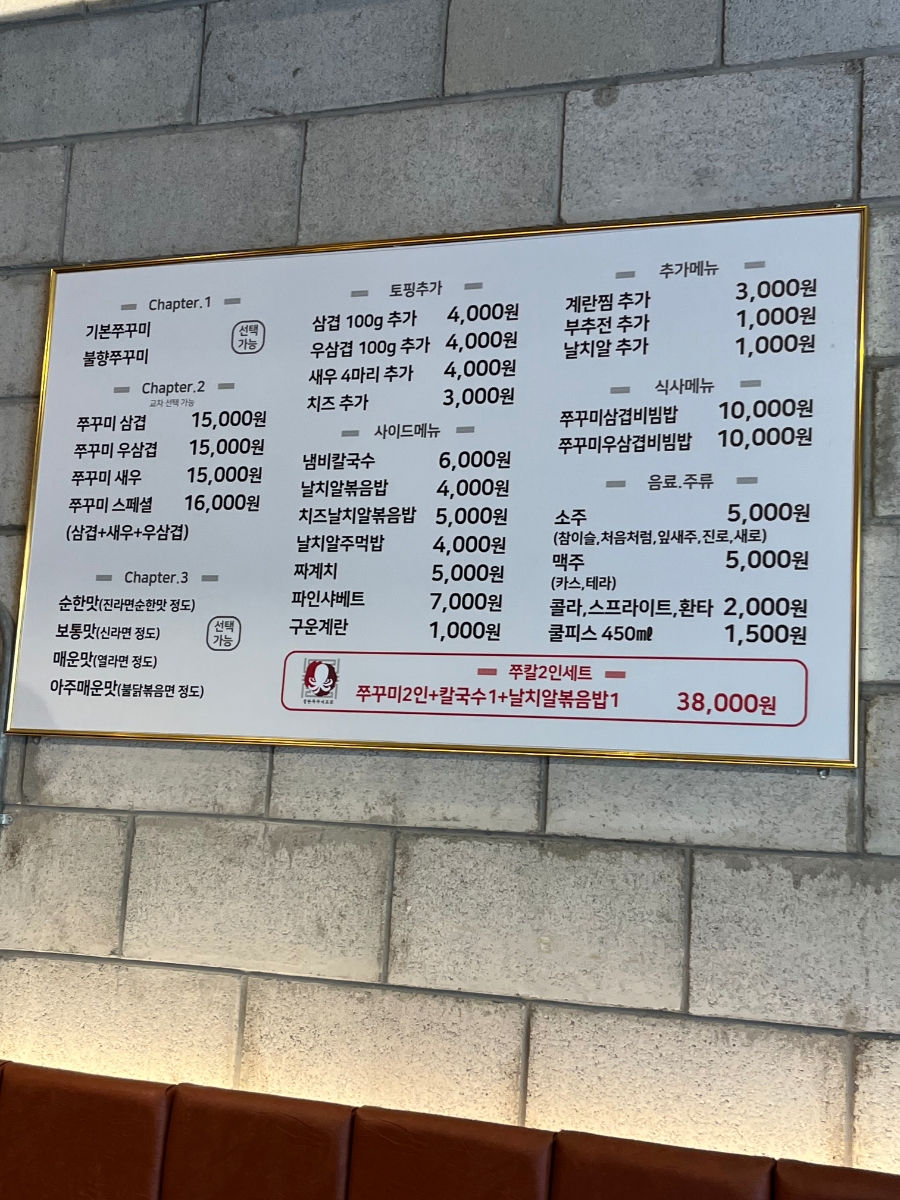 Chapter.1
기본쭈꾸미
불향쭈꾸미
선택
가능
Chapter.2
교차 선택 가능
쭈꾸미 삼겹 15,000원
쭈꾸미 우삼겹 15,000원
쭈꾸미 새우 15,000원
쭈꾸미 스페셜 16,000원
(삼겹+새우+우삼겹)
Chapter.3
순한맛(진라면순한맛 정도)
보통맛(신라면 정도)
매운맛(열라면 정도)
아주매운맛(불닭볶음면 정도)
선택
가능
토핑추가
삼겹 100g 추가 4,000원
우삼겹 100g 추가 4,000원
새우 4마리 추가 4,000원
치즈 추가 3,000원
사이드메뉴
냄비칼국수 6,000원
날치알볶음밥 4,000원
치즈날치알볶음밥 5,000원
날치알주먹밥 4,000원
짜계치 5,000원
파인샤베트 7,000원
구운계란 1,000원
추가메뉴
계란찜 추가 3,000원
부추전 추가 1,000원
날치알 추가 1,000원
식사메뉴
쭈꾸미삼겹비빔밥 10,000원
쭈꾸미우삼겹비빔밥 10,000원
음료.주류
소주 5,000원
(참이슬,처음처럼,잎새주,진로,새로)
맥주 5,000원
(카스,테라)
콜라,스프라이트,환타 2,000원
쿨피스 450㎖ 1,500원
쭈칼2인세트
쭈꾸미2인+칼국수1+날치알볶음밥1 38,000원